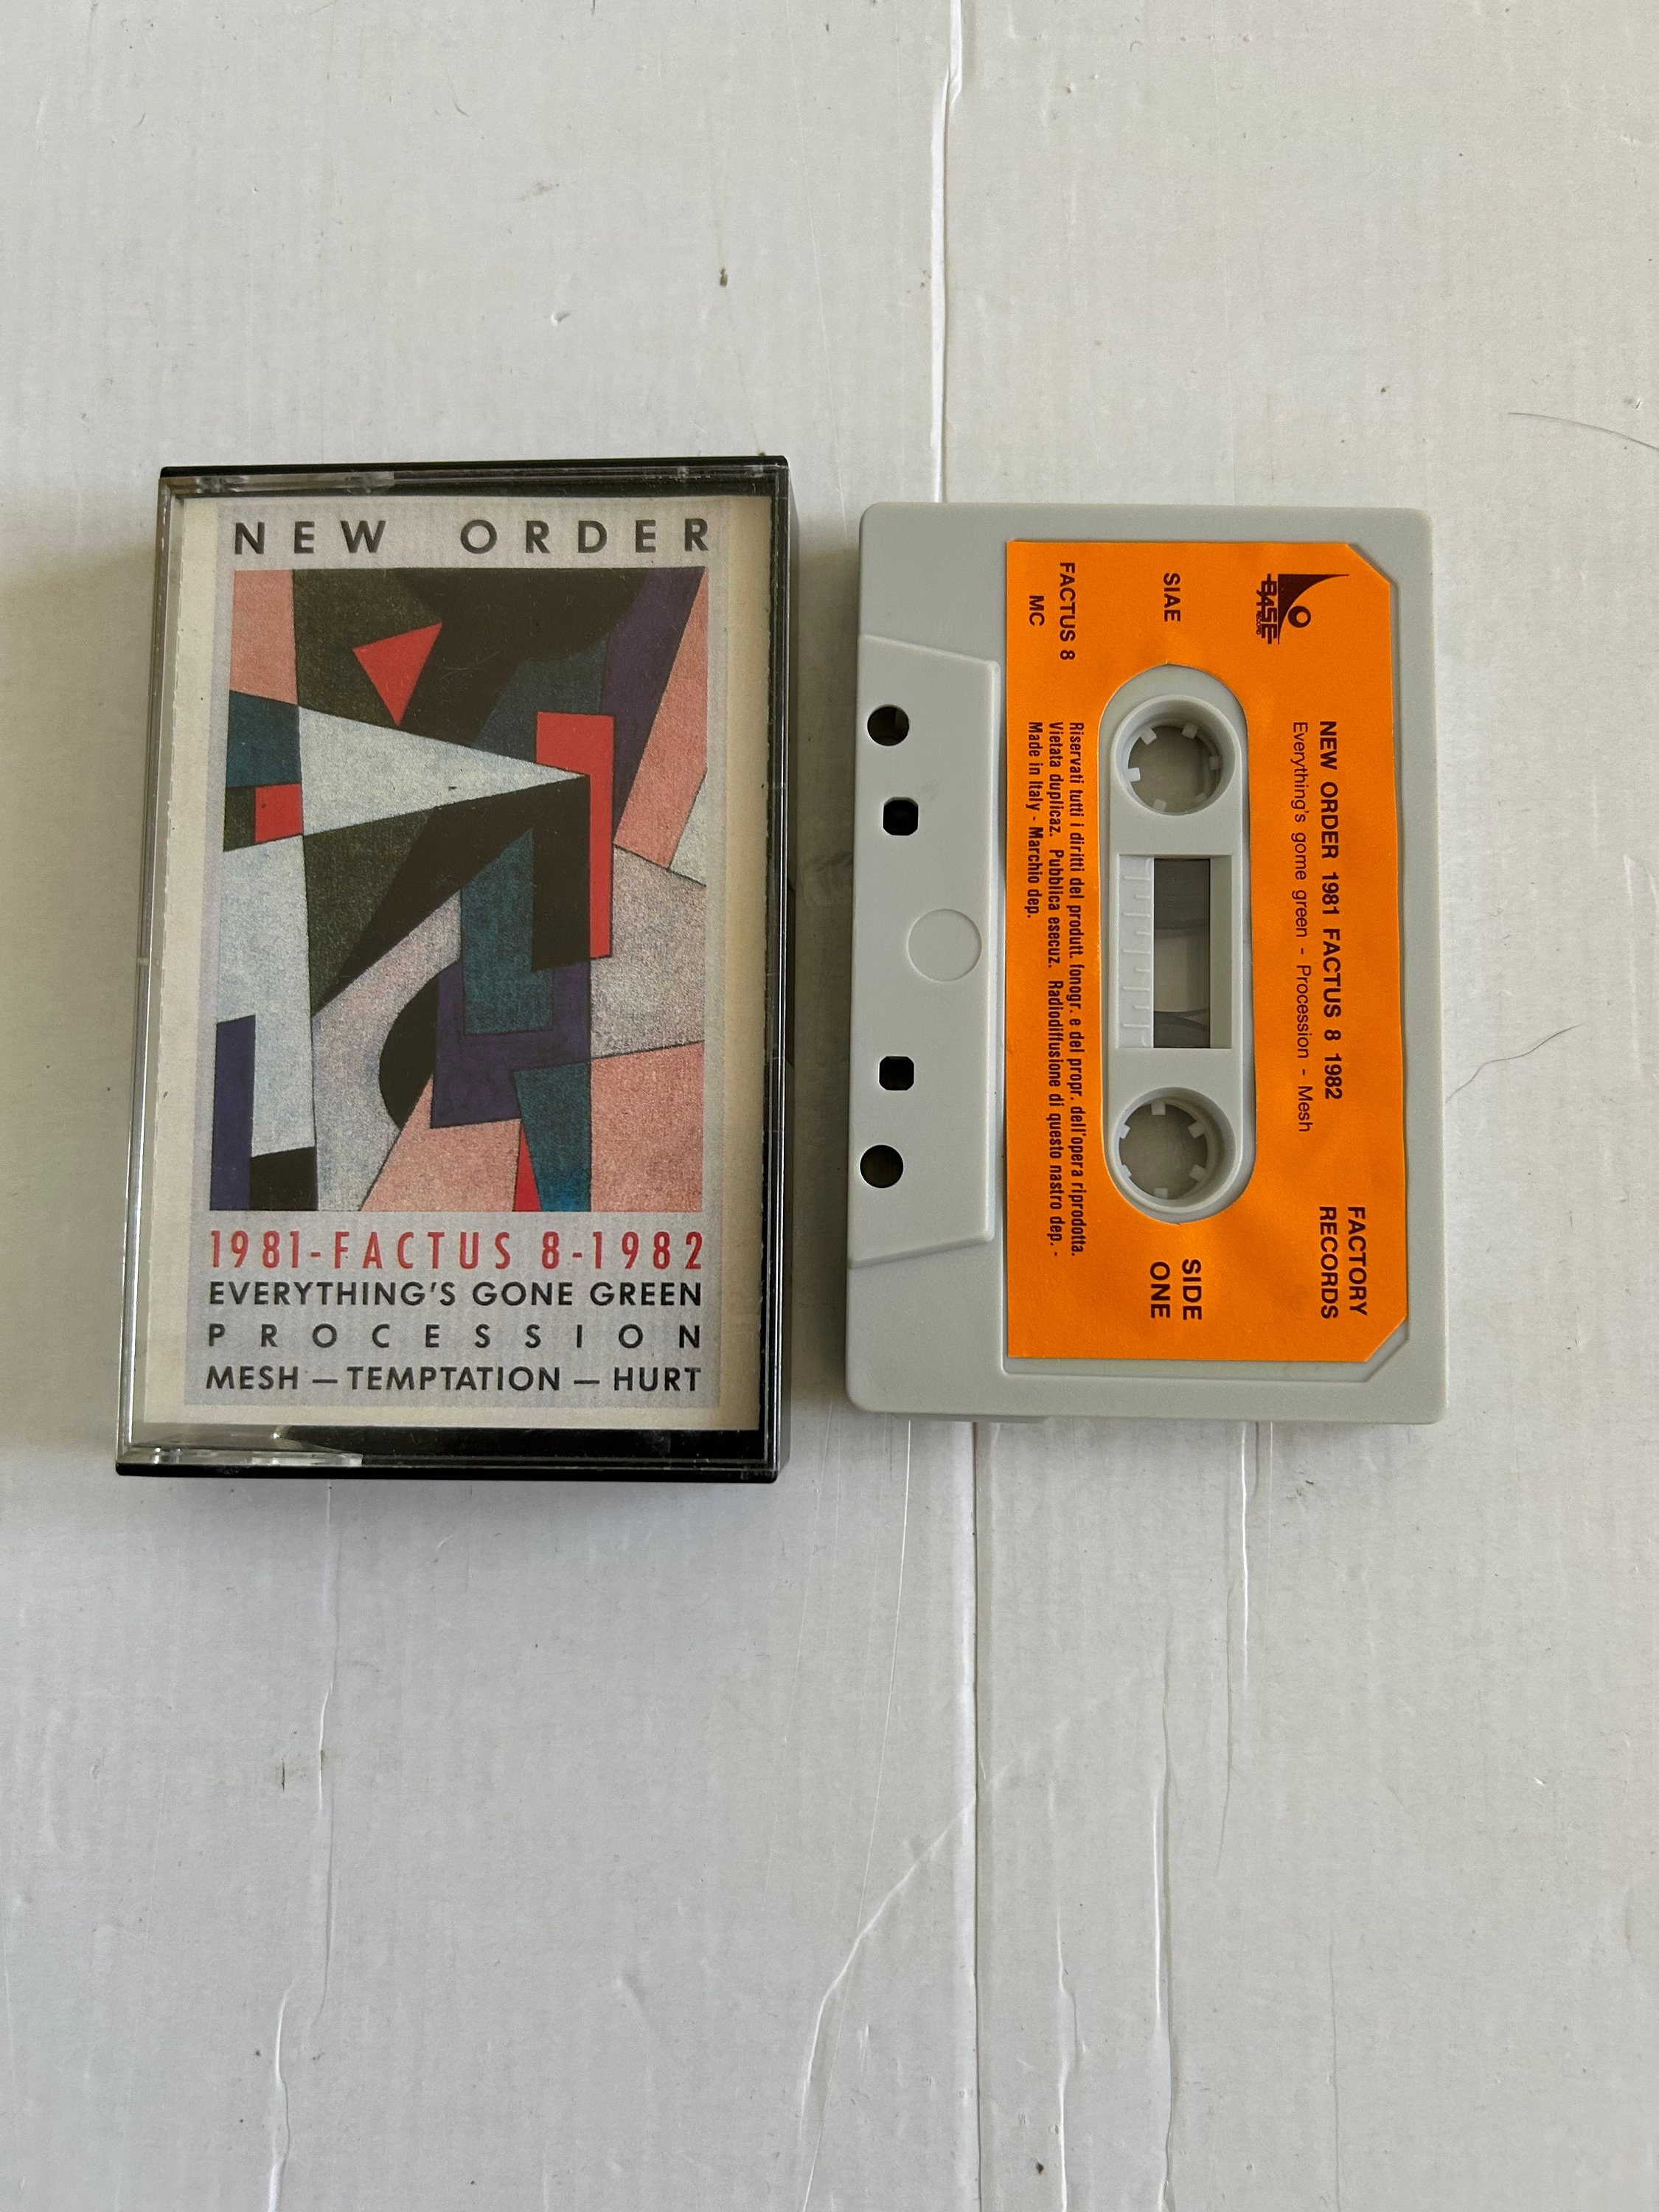 NEW ORDER
1981-FACTUS 8-1982
EVERYTHING'S GONE GREEN
PROCESSION
MESH — TEMPTATION — HURT
BASE
NEW ORDER 1981 FACTUS 8 1982
Everything's gome green - Procession - Mesh
FACTORY
RECORDS
SIAE
SIDE
ONE
FACTUS 8
MC
Riservati tutti i diritti del produtt. fonogr. e del propr. dell'opera riprodotta.
Vietata duplicaz. Pubblica esecuz. Radiodiffusione di questo nastro dep. -
Made in Italy - Marchio dep.